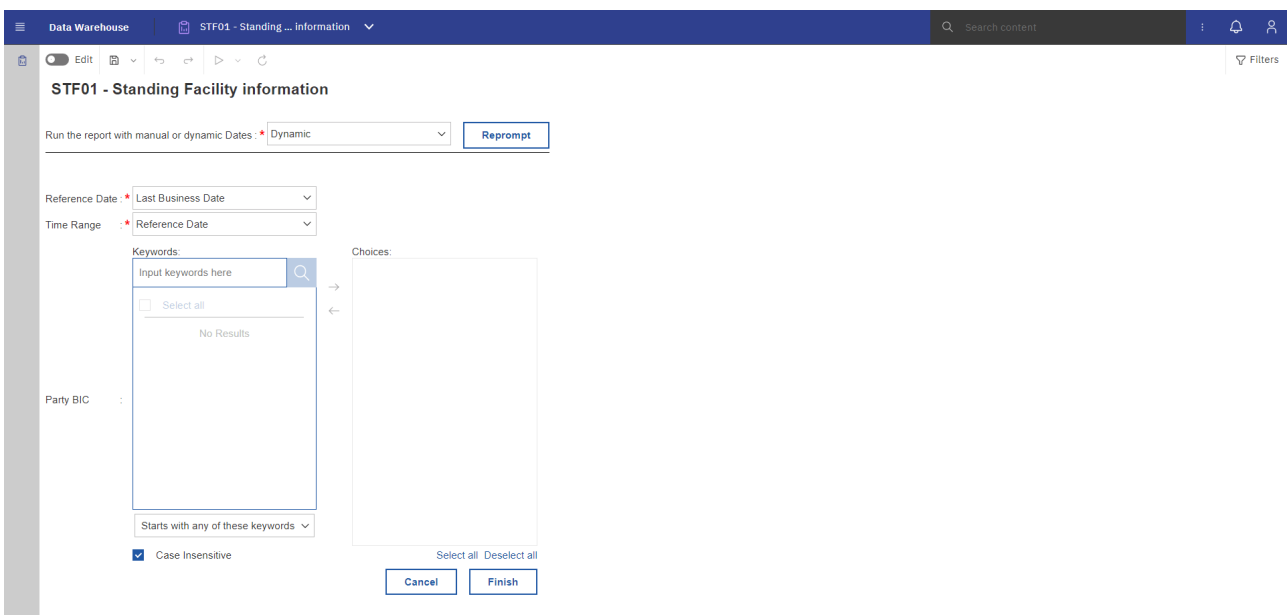 Data Warehouse STF01 - Standing ... information Search content
Edit Filters
STF01 - Standing Facility information
Run the report with manual or dynamic Dates : * Dynamic Reprompt
Reference Date : * Last Business Date
Time Range : * Reference Date
Keywords: Choices:
Input keywords here
Select all
No Results
Party BIC :
Starts with any of these keywords
Case Insensitive Select all Deselect all
Cancel Finish